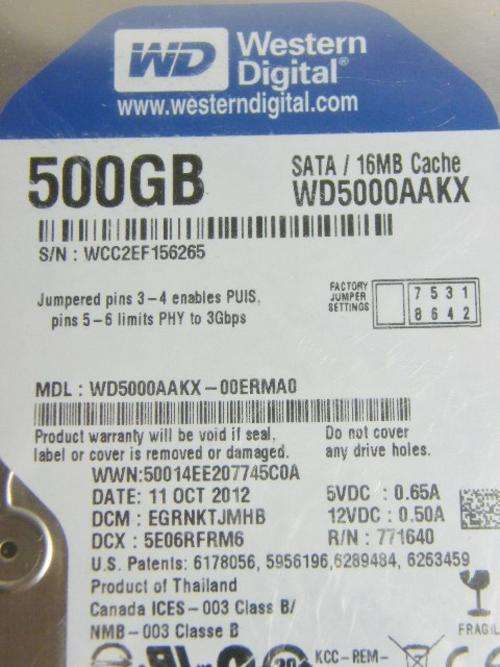 WD Western
Digital®
www.westerndigital.com
500GB SATA / 16MB Cache
WD5000AAKX
S/N : WCC2EF156265
Jumpered pins 3-4 enables PUIS,
pins 5-6 limits PHY to 3Gbps
FACTORY
JUMPER
SETTINGS
7 5 3 1
8 6 4 2
MDL : WD5000AAKX-00ERMA0
Product warranty will be void if seal,
label or cover is removed or damaged.
Do not cover
any drive holes.
WWN:50014EE207745C0A
DATE: 11 OCT 2012
DCM : EGRNKTJMHB
DCX : 5E06RFRM6
5VDC : 0.65A
12VDC : 0.50A
R/N : 771640
U.S. Patents: 6178056, 5956196,6289484, 6263459
Product of Thailand
Canada ICES-003 Class B/
NMB-003 Classe B
FRAGIL
KCC-REM-